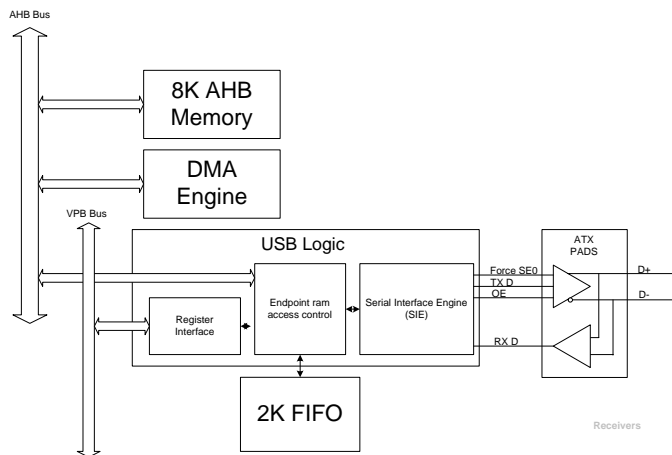 AHB Bus
8K AHB
Memory
DMA
Engine
VPB Bus
USB Logic
ATX
PADS
Force SE0
TX D
OE
D+
D-
Register
Interface
Endpoint ram
access control
Serial Interface Engine
(SIE)
RX D
2K FIFO
Receivers